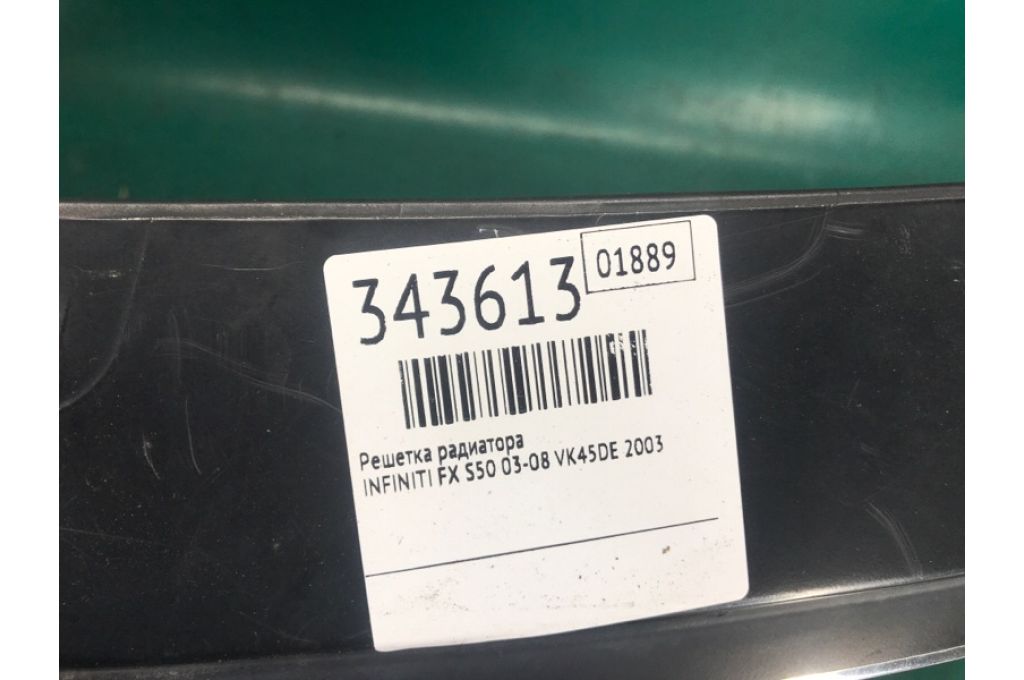 343613
01889
Решетка радиатора
INFINITI FX S50 03-08 VK45DE 2003